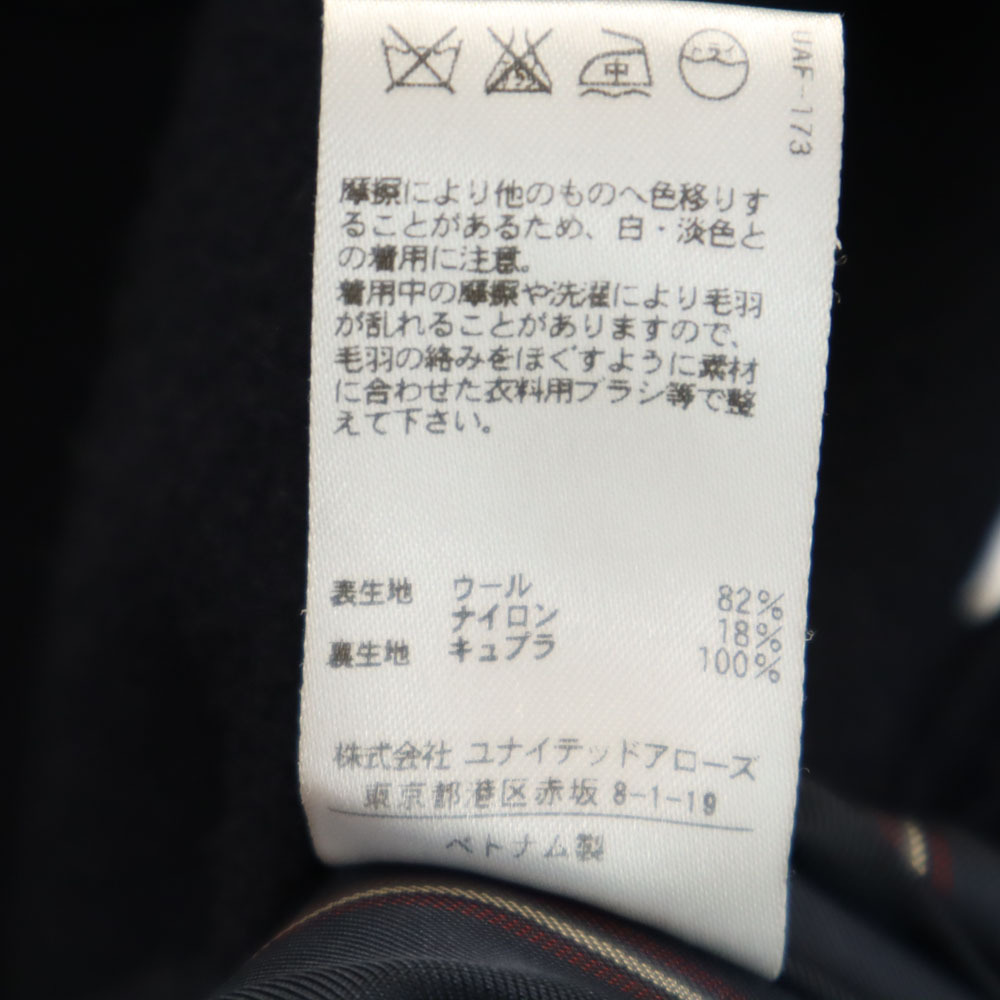 中
ドライ
UAF-173
摩擦により他のものへ色移りす
ることがあるため、白・淡色と
の着用に注意。
着用中の摩擦や洗濯により毛羽
が乱れることがありますので、
毛羽の絡みをほぐすように素材
に合わせた衣料用ブラシ等で整
えて下さい。
表生地 ウール 82%
ナイロン 18%
裏生地 キュプラ 100%
株式会社 ユナイテッドアローズ
東京都港区赤坂 8-1-19
ベトナム製